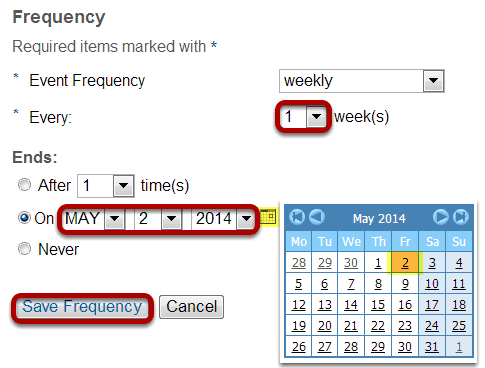 Frequency
Required items marked with *
* Event Frequency weekly
* Every: 1 week(s)
Ends:
After 1 time(s)
On MAY 2 2014
Never
Save Frequency Cancel
May 2014
Mo Tu We Th Fr Sa Su
28 29 30 1 2 3 4
5 6 7 8 9 10 11
12 13 14 15 16 17 18
19 20 21 22 23 24 25
26 27 28 29 30 31 1